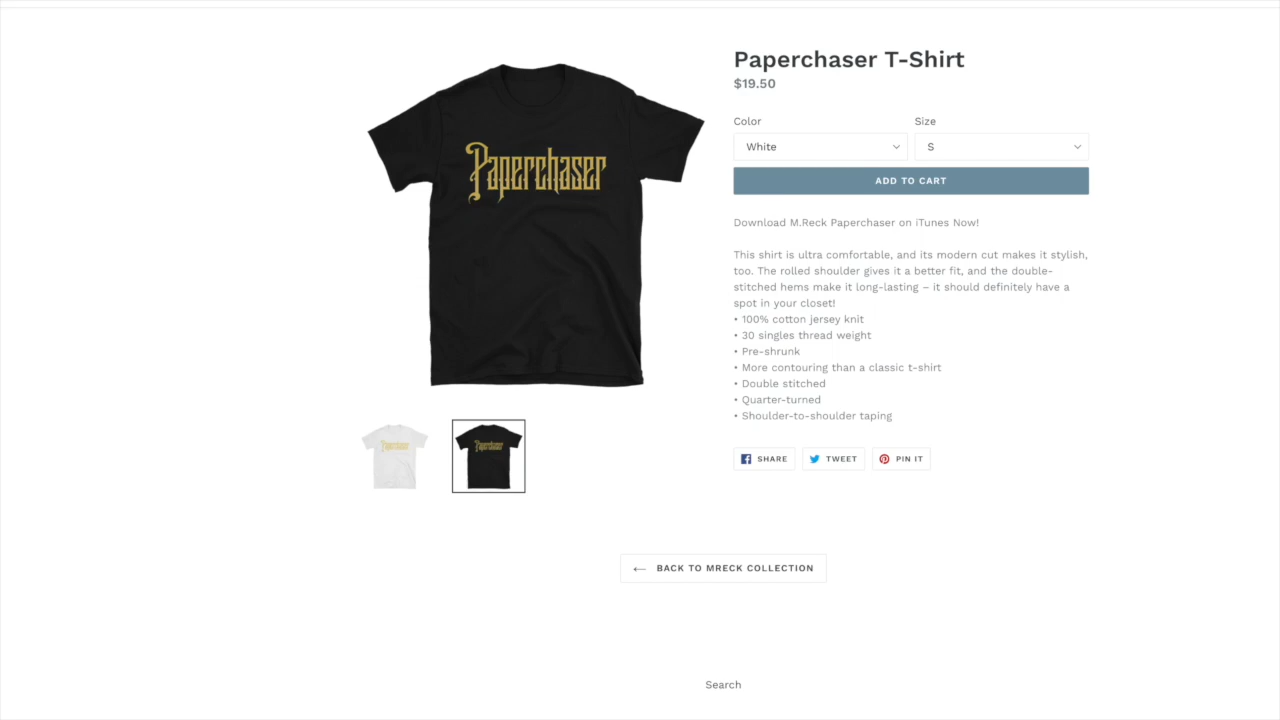 Paperchaser T-Shirt
$19.50
Color
Size
White
S
ADD TO CART
Paperchaser
Download M.Reck Paperchaser on iTunes Now!
This shirt is ultra comfortable, and its modern cut makes it stylish,
too. The rolled shoulder gives it a better fit, and the double-
stitched hems make it long-lasting – it should definitely have a
spot in your closet!
• 100% cotton jersey knit
• 30 singles thread weight
• Pre-shrunk
• More contouring than a classic t-shirt
• Double stitched
• Quarter-turned
• Shoulder-to-shoulder taping
Paperchaser
Paperchaser
SHARE
TWEET
PIN IT
BACK TO MRECK COLLECTION
Search